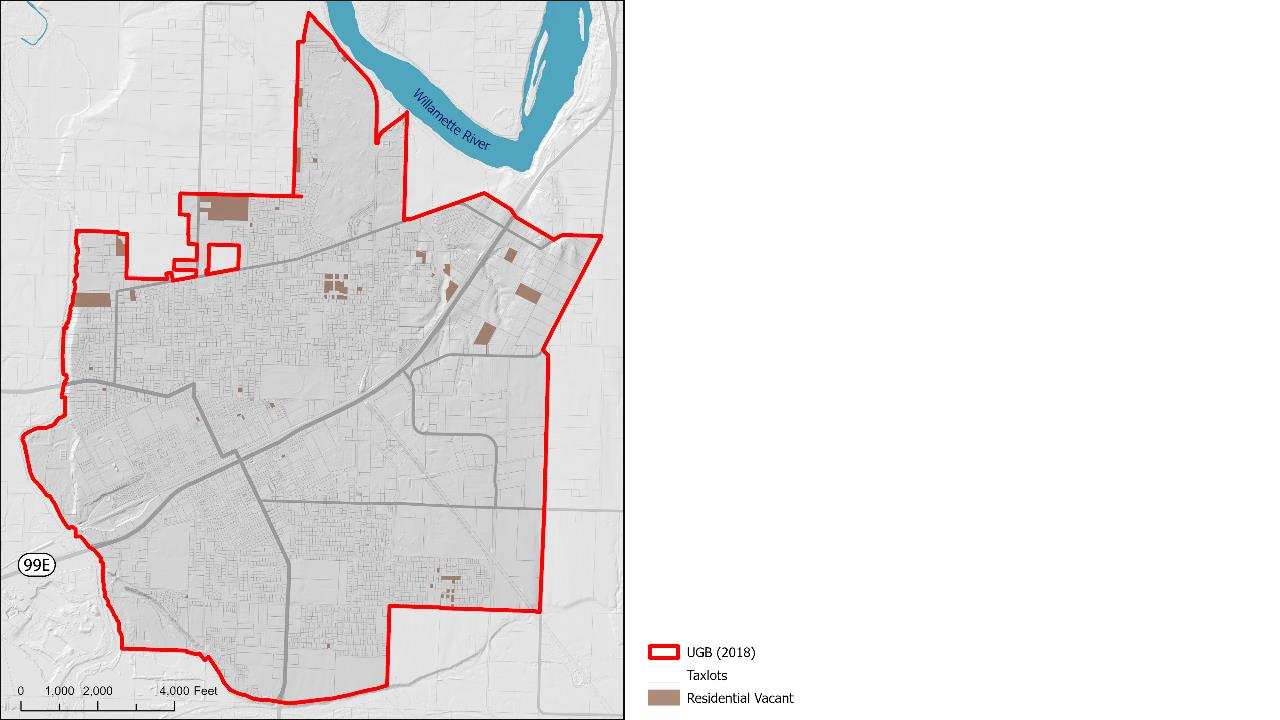 Willamette River
99E
0 1,000 2,000 4,000 Feet
UGB (2018)
Taxlots
Residential Vacant